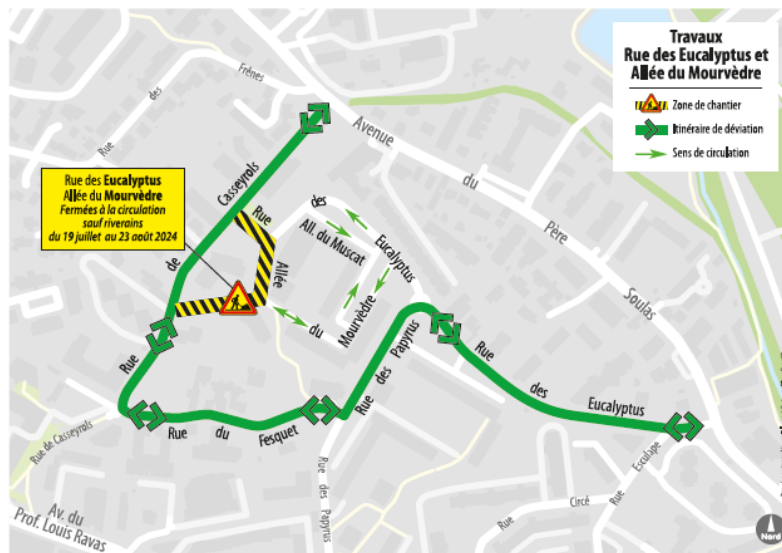 Travaux
Rue des Eucalyptus et
Allée du Mourvèdre
Zone de chantier
Itinéraire de déviation
Sens de circulation
Rue des Frênes
Avenue du Père Soulas
Rue de Casseyrols
Rue des Eucalyptus
Allée du Mourvèdre
Fermées à la circulation
sauf riverains
du 19 juillet au 23 août 2024
Rue des Eucalyptus
All. du Muscat
Allée du Mourvèdre
Rue des Papyrus
Rue des Eucalyptus
Rue du Fesquet
Rue de Casseyrols
Rue des Papyrus
Rue Esculape
Rue Circé
Av. du
Prof. Louis Ravas
Nord